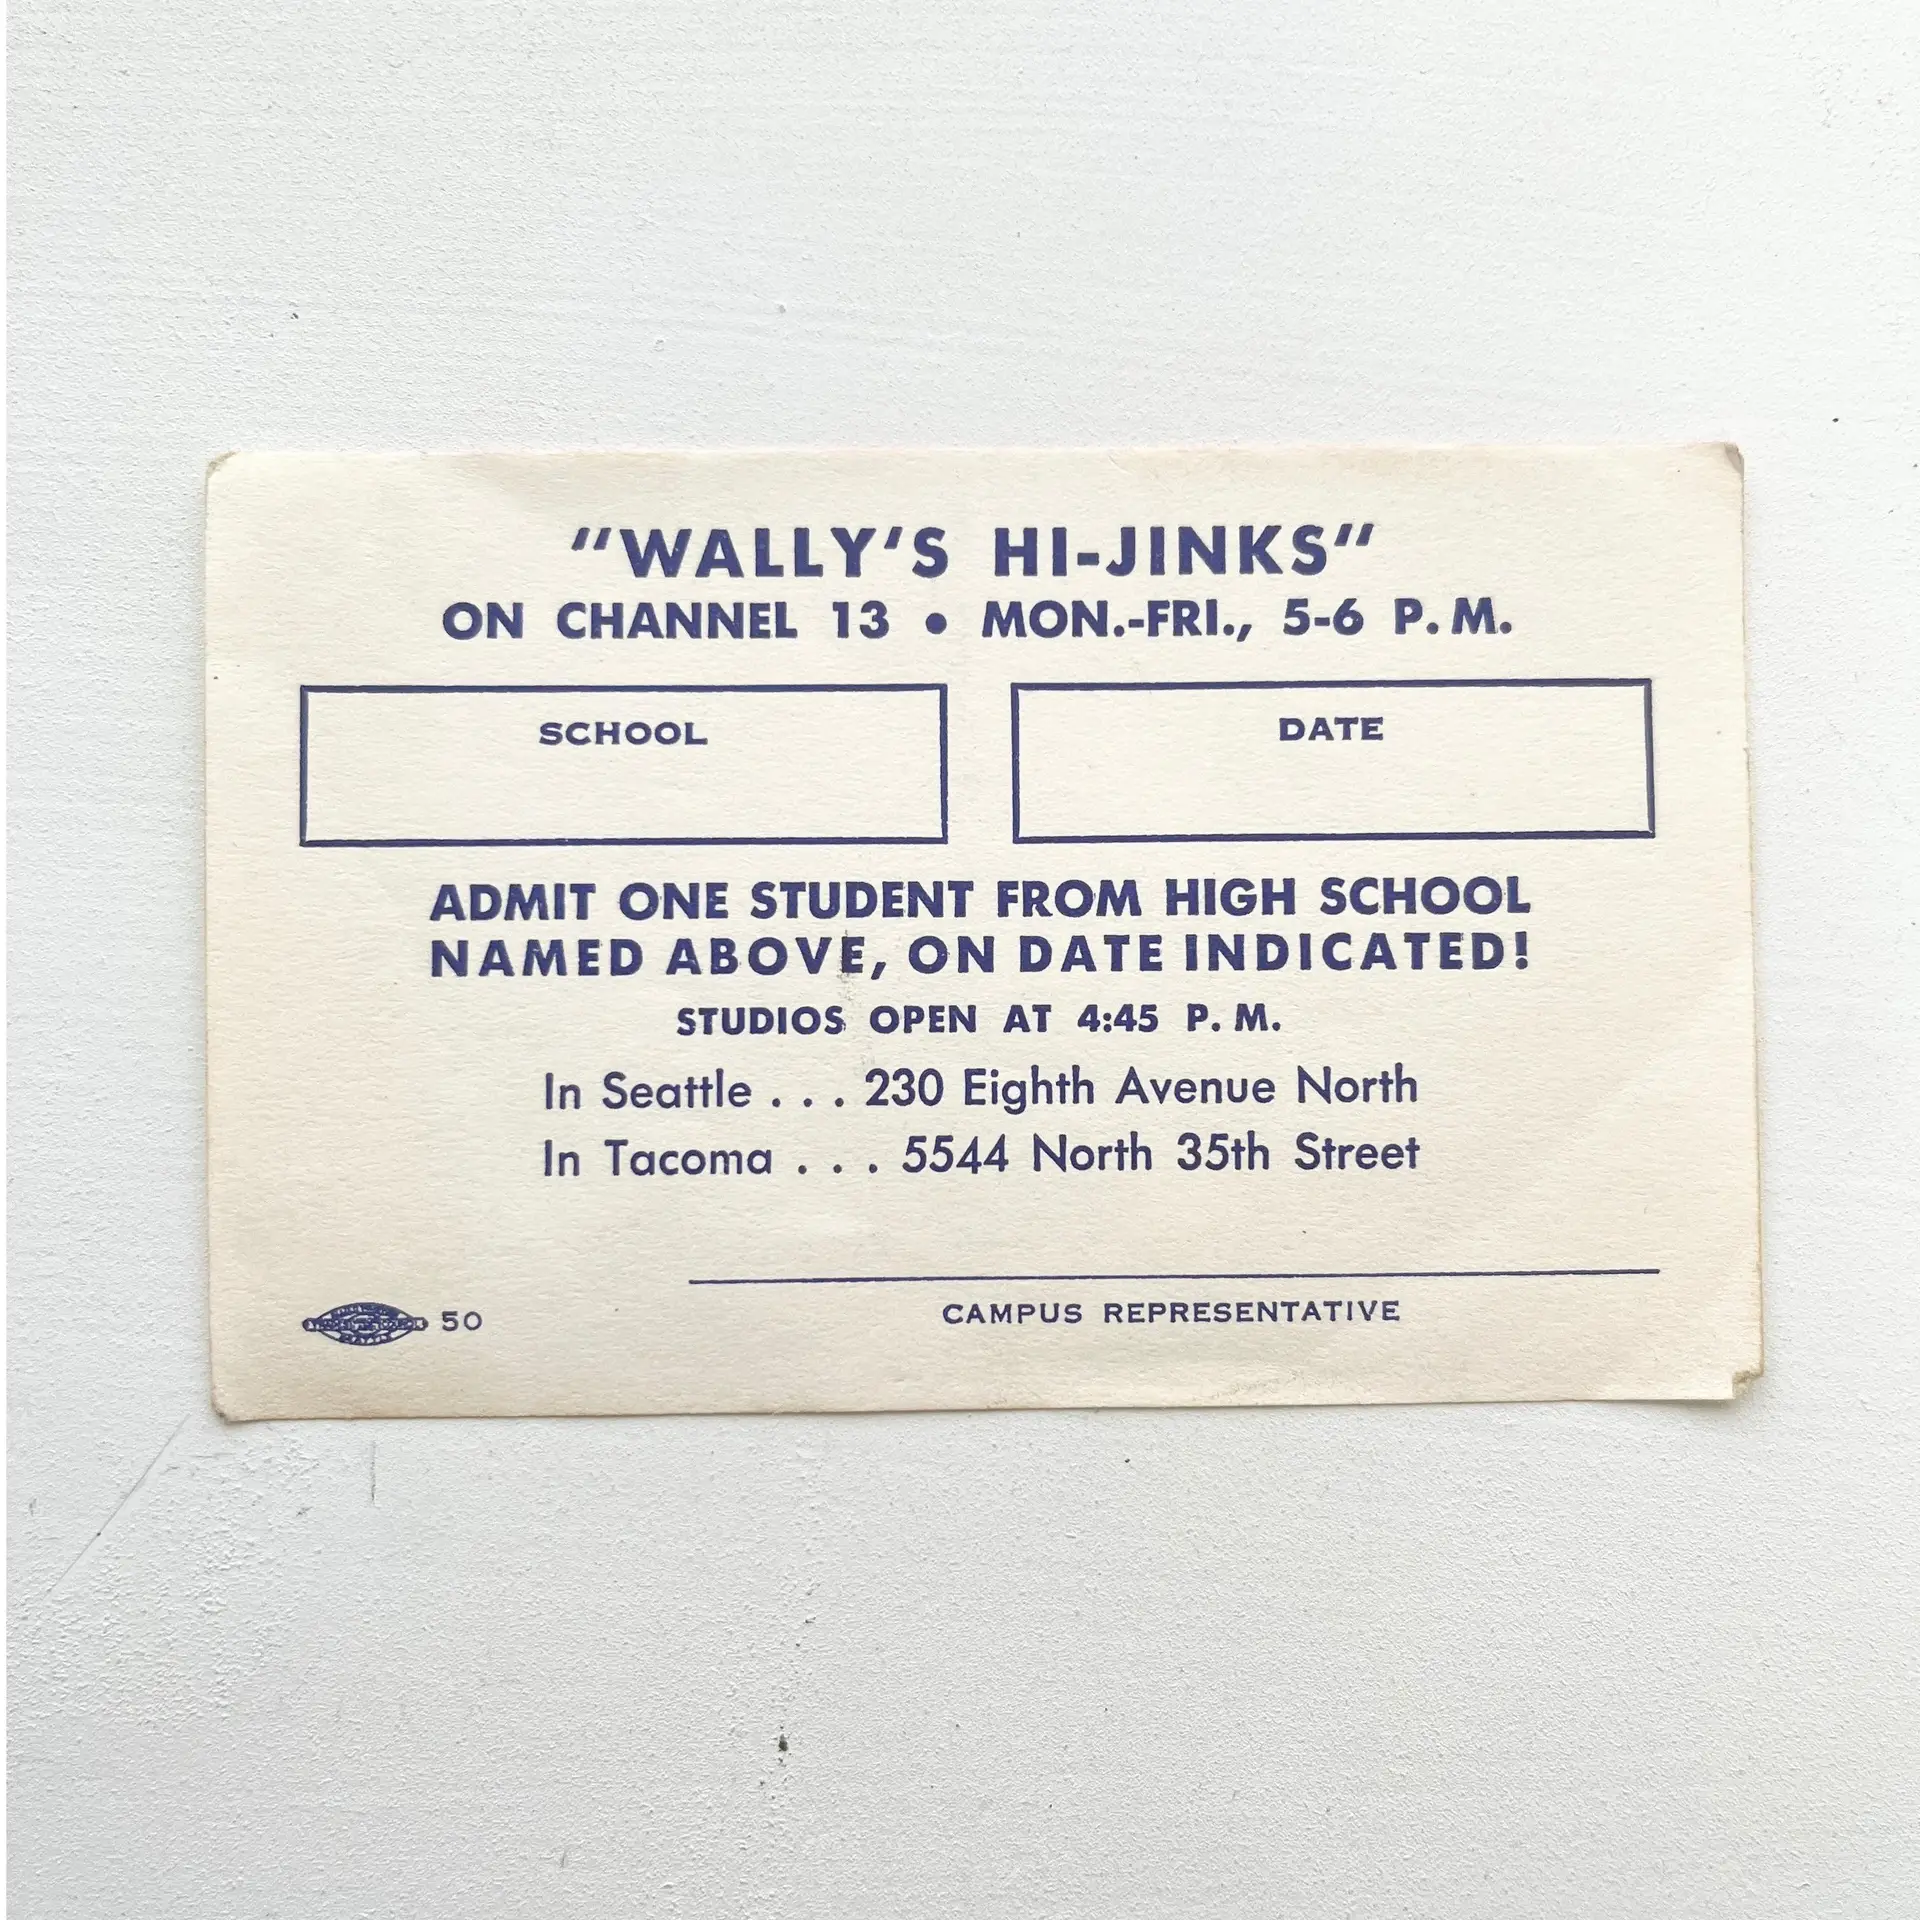 "WALLY'S HI-JINKS"
ON CHANNEL 13 • MON.-FRI., 5-6 P. M.
SCHOOL
DATE
ADMIT ONE STUDENT FROM HIGH SCHOOL
NAMED ABOVE, ON DATE INDICATED!
STUDIOS OPEN AT 4:45 P. M.
In Seattle . . . 230 Eighth Avenue North
In Tacoma . . . 5544 North 35th Street
CAMPUS REPRESENTATIVE
50